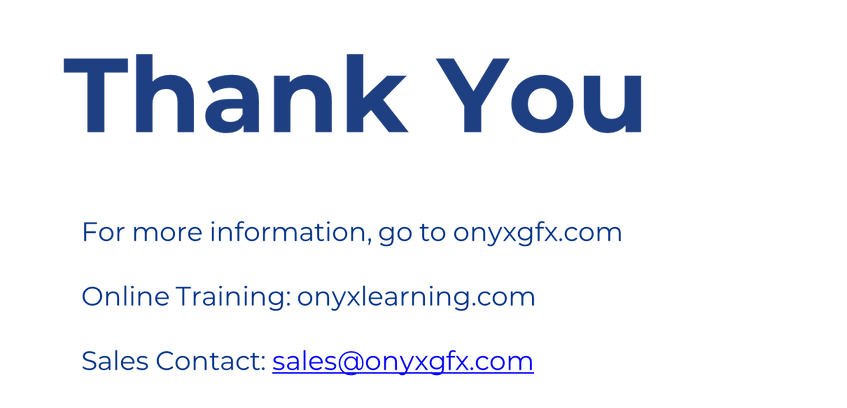 Thank You
For more information, go to onyxgfx.com
Online Training: onyxlearning.com
Sales Contact: sales@onyxgfx.com